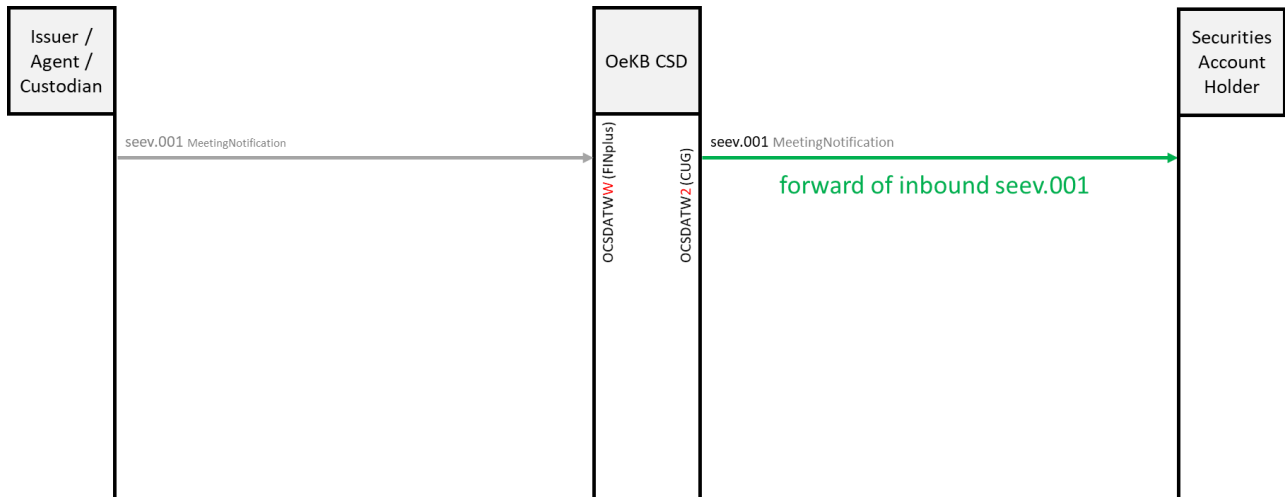 Issuer /
Agent /
Custodian
OeKB CSD
Securities
Account
Holder
seev.001 MeetingNotification
OCSDATWW (FINplus)
OCSDATW2 (CUG)
seev.001 MeetingNotification
forward of inbound seev.001